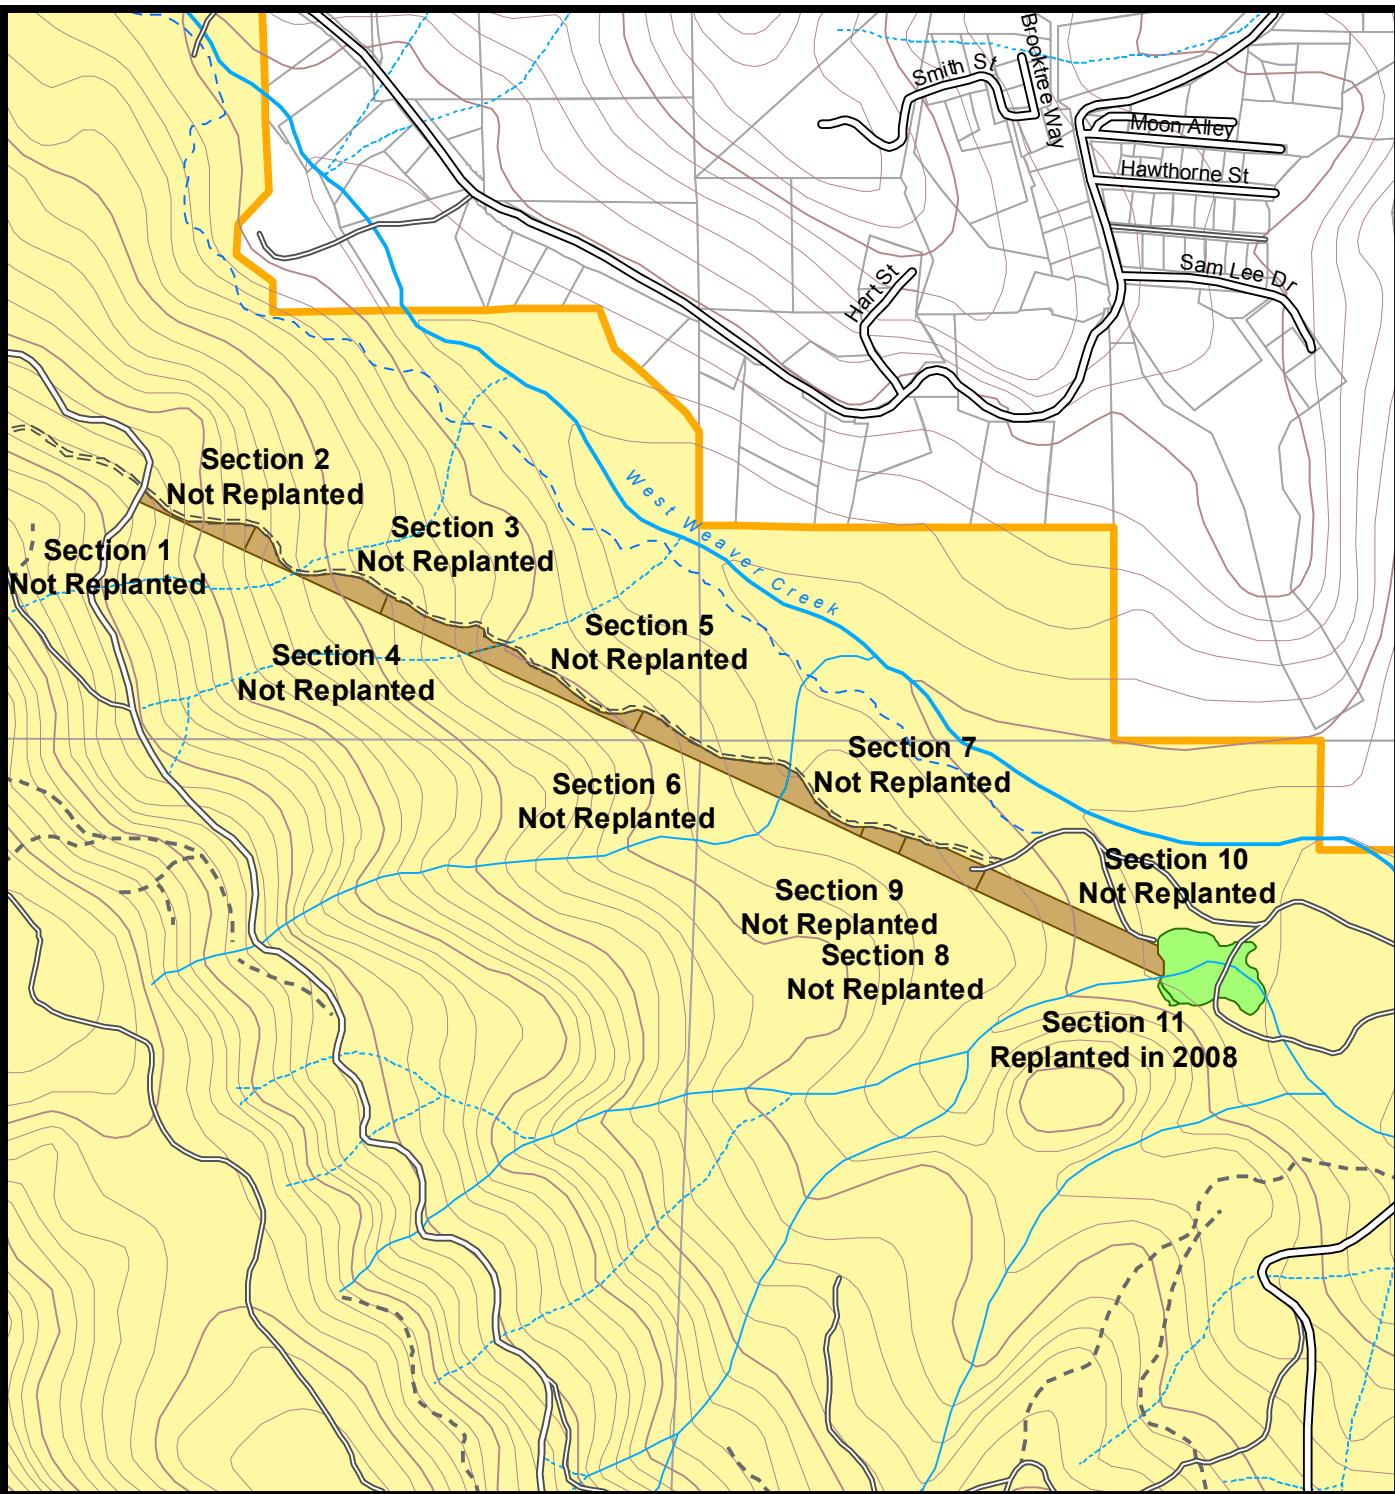 Smith St
Brooktree Way
Moon Alley
Hawthorne St
Sam Lee Dr
Hart St
Section 2
Not Replanted
Section 3
Not Replanted
Section 1
Not Replanted
West Weaver Creek
Section 5
Not Replanted
Section 4
Not Replanted
Section 7
Not Replanted
Section 6
Not Replanted
Section 10
Not Replanted
Section 9
Not Replanted
Section 8
Not Replanted
Section 11
Replanted in 2008